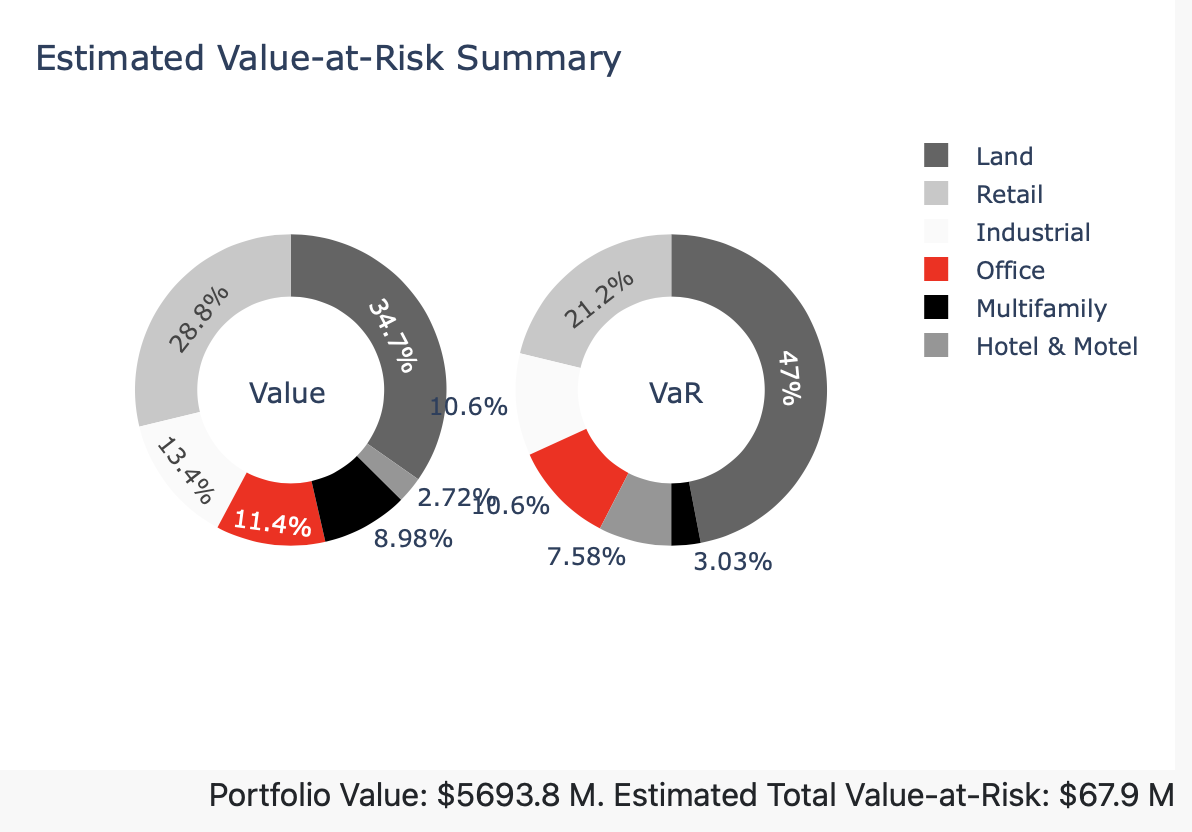 Estimated Value-at-Risk Summary
Land
Retail
Industrial
Office
Multifamily
Hotel & Motel
28.8%
34.7%
13.4%
11.4%
8.98%
2.72%
Value
21.2%
47%
10.6%
10.6%
7.58%
3.03%
VaR
Portfolio Value: $5693.8 M. Estimated Total Value-at-Risk: $67.9 M